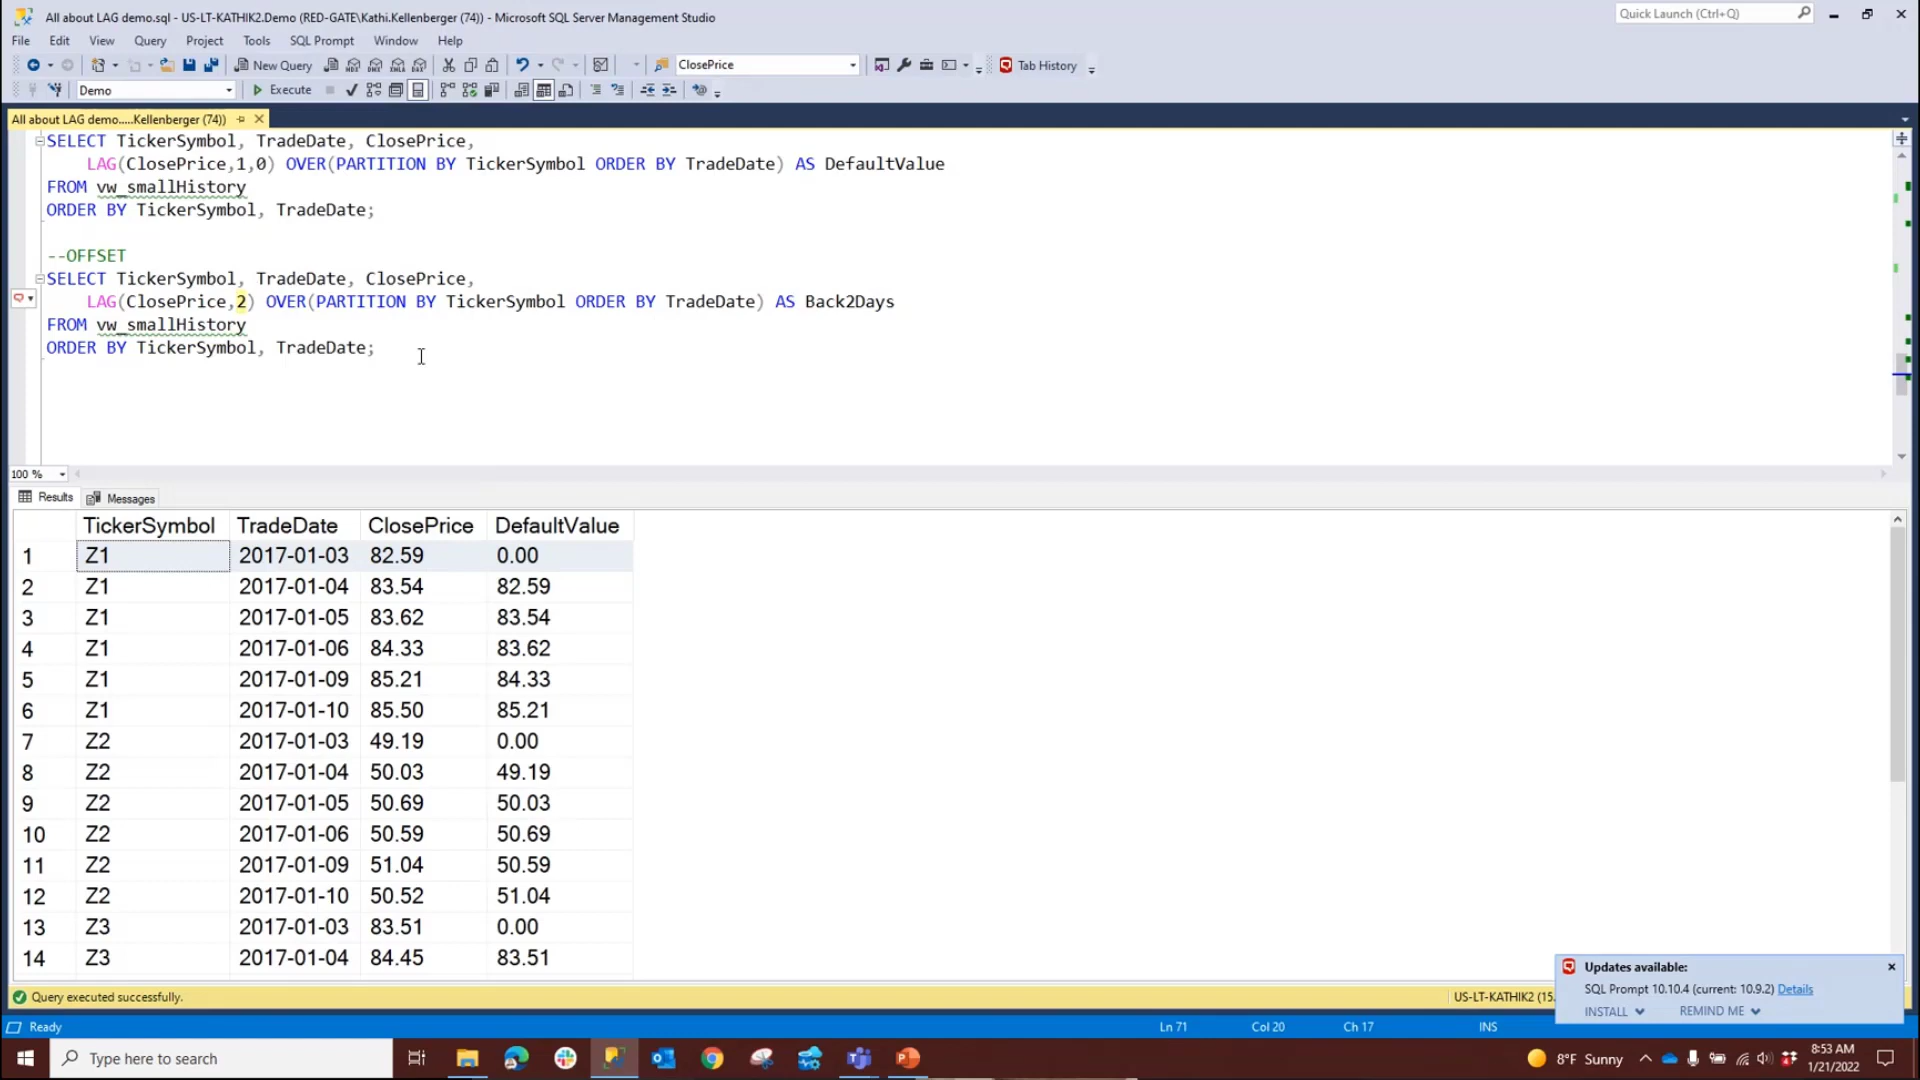 All about LAG demo.sql - US-LT-KATHIK2.Demo (RED-GATE\Kathi.Kellenberger (74)) - Microsoft SQL Server Management Studio
Quick Launch (Ctrl+Q)
File Edit View Query Project Tools SQL Prompt Window Help
New Query ClosePrice Tab History
Demo Execute
All about LAG demo.....Kellenberger (74))
SELECT TickerSymbol, TradeDate, ClosePrice,
LAG(ClosePrice,1,0) OVER(PARTITION BY TickerSymbol ORDER BY TradeDate) AS DefaultValue
FROM vw_smallHistory
ORDER BY TickerSymbol, TradeDate;
--OFFSET
SELECT TickerSymbol, TradeDate, ClosePrice,
LAG(ClosePrice,2) OVER(PARTITION BY TickerSymbol ORDER BY TradeDate) AS Back2Days
FROM vw_smallHistory
ORDER BY TickerSymbol, TradeDate;
100 %
Results Messages
TickerSymbol TradeDate ClosePrice DefaultValue
1 Z1 2017-01-03 82.59 0.00
2 Z1 2017-01-04 83.54 82.59
3 Z1 2017-01-05 83.62 83.54
4 Z1 2017-01-06 84.33 83.62
5 Z1 2017-01-09 85.21 84.33
6 Z1 2017-01-10 85.50 85.21
7 Z2 2017-01-03 49.19 0.00
8 Z2 2017-01-04 50.03 49.19
9 Z2 2017-01-05 50.69 50.03
10 Z2 2017-01-06 50.59 50.69
11 Z2 2017-01-09 51.04 50.59
12 Z2 2017-01-10 50.52 51.04
13 Z3 2017-01-03 83.51 0.00
14 Z3 2017-01-04 84.45 83.51
Updates available:
SQL Prompt 10.10.4 (current: 10.9.2) Details
INSTALL REMIND ME
Query executed successfully. US-LT-KATHIK2 (15.
Ready Ln 71 Col 20 Ch 17 INS
Type here to search
8°F Sunny
8:53 AM
1/21/2022